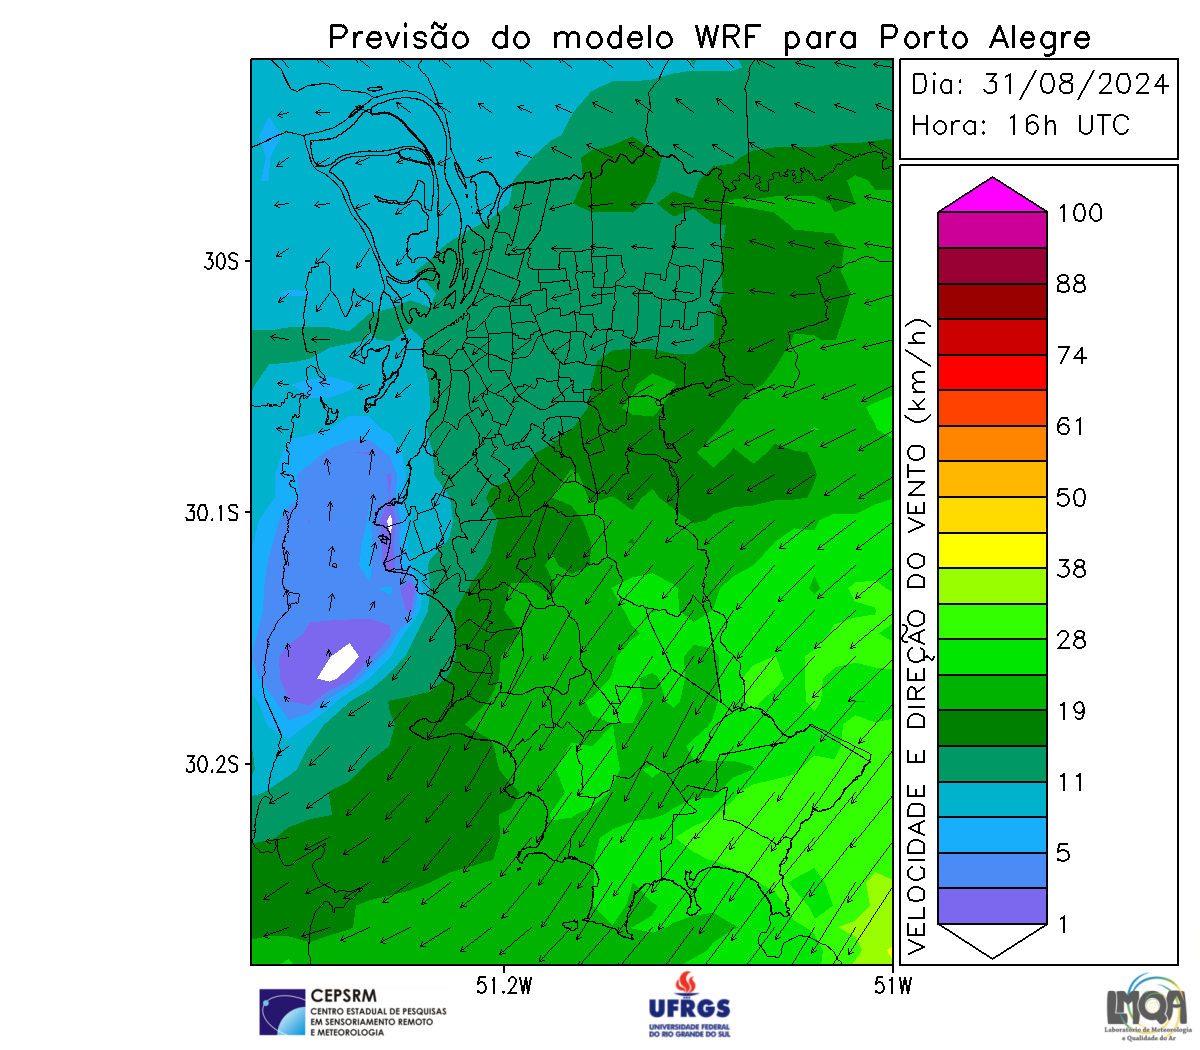 Previsão do modelo WRF para Porto Alegre
Dia: 31/08/2024
Hora: 16h UTC
100
88
74
61
50
38
28
19
11
5
1
VELOCIDADE E DIREÇÃO DO VENTO (km/h)
30S
30.1S
30.2S
51.2W
51W
CEPSRM
CENTRO ESTADUAL DE PESQUISAS
EM SENSORIAMENTO REMOTO
E METEOROLOGIA
UFRGS
UNIVERSIDADE FEDERAL
DO RIO GRANDE DO SUL
LMQA
Laboratório de Meteorologia
e Qualidade do Ar